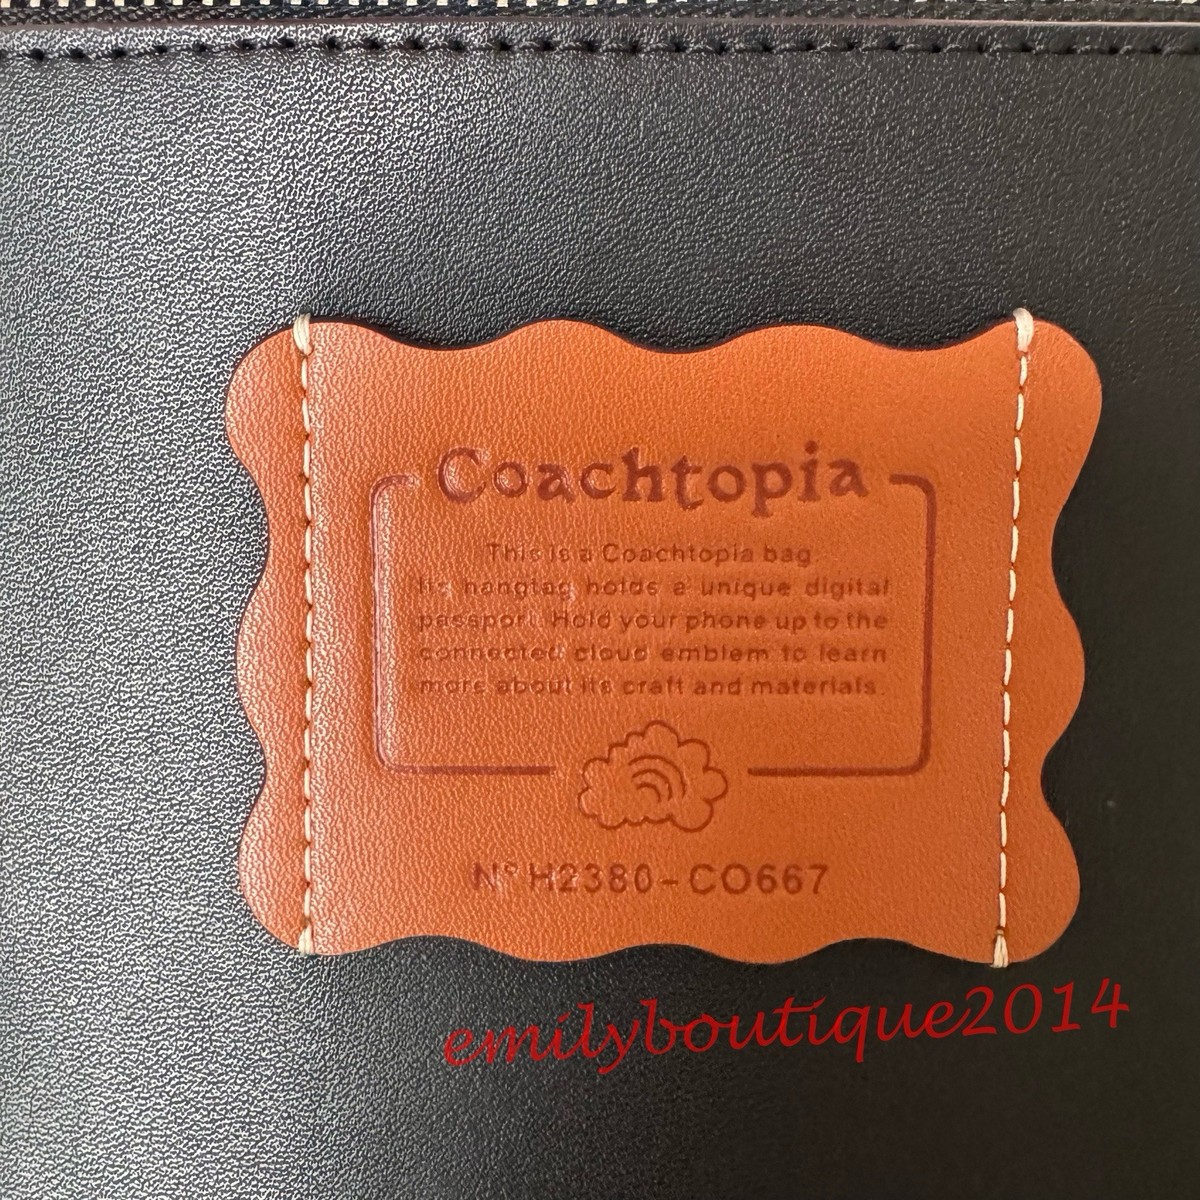 Coachtopia
This is a Coachtopia bag
Its hangtag holds a unique digital
passport. Hold your phone up to the
connected cloud emblem to learn
more about its craft and materials.
N° H2380-CO667
emilyboutique2014